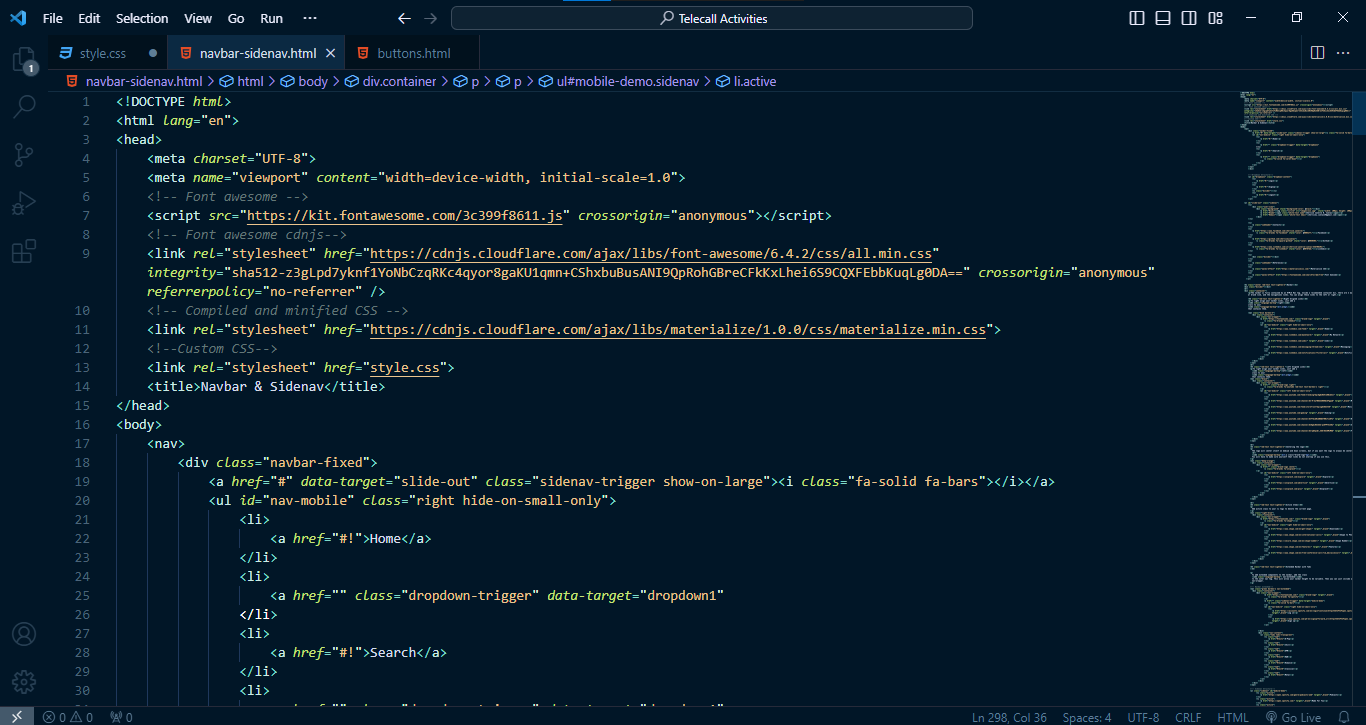 File Edit Selection View Go Run ··· Telecall Activities
style.css navbar-sidenav.html buttons.html
1
navbar-sidenav.html > html > body > div.container > p > p > ul#mobile-demo.sidenav > li.active
1 <!DOCTYPE html>
2 <html lang="en">
3 <head>
4 <meta charset="UTF-8">
5 <meta name="viewport" content="width=device-width, initial-scale=1.0">
6 <!-- Font awesome -->
7 <script src="https://kit.fontawesome.com/3c399f8611.js" crossorigin="anonymous"></script>
8 <!-- Font awesome cdnjs-->
9 <link rel="stylesheet" href="https://cdnjs.cloudflare.com/ajax/libs/font-awesome/6.4.2/css/all.min.css"
integrity="sha512-z3gLpd7yknf1YoNbCzqRKc4qyor8gaKU1qmn+CShxbuBusANI9QpRohGBreCFkKxLhei6S9CQXFEbbKuqLg0DA==" crossorigin="anonymous"
referrerpolicy="no-referrer" />
10 <!-- Compiled and minified CSS -->
11 <link rel="stylesheet" href="https://cdnjs.cloudflare.com/ajax/libs/materialize/1.0.0/css/materialize.min.css">
12 <!--Custom CSS-->
13 <link rel="stylesheet" href="style.css">
14 <title>Navbar & Sidenav</title>
15 </head>
16 <body>
17 <nav>
18 <div class="navbar-fixed">
19 <a href="#" data-target="slide-out" class="sidenav-trigger show-on-large"><i class="fa-solid fa-bars"></i></a>
20 <ul id="nav-mobile" class="right hide-on-small-only">
21 <li>
22 <a href="#!">Home</a>
23 </li>
24 <li>
25 <a href="" class="dropdown-trigger" data-target="dropdown1"
26 </li>
27 <li>
28 <a href="#!">Search</a>
29 </li>
30 <li>
0 0 0 Ln 298, Col 36 Spaces: 4 UTF-8 CRLF HTML Go Live